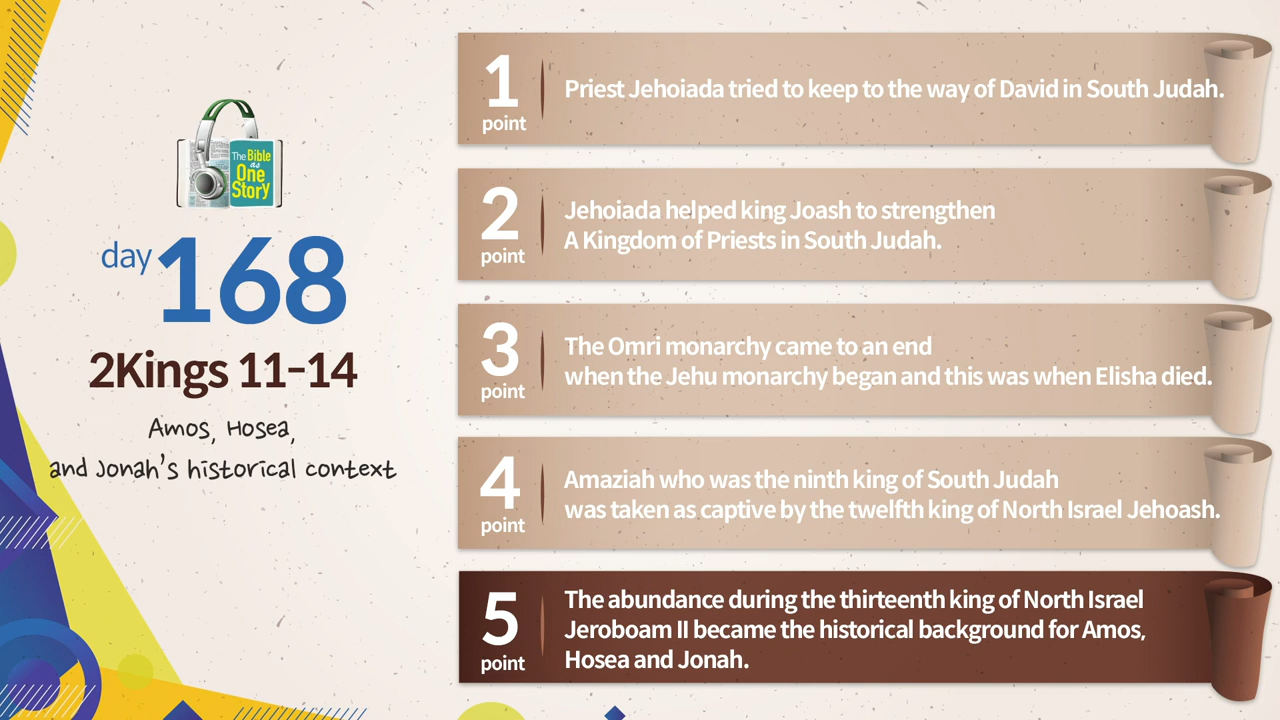 The Bible
as
One
Story
day 168
2Kings 11-14
Amos, Hosea,
and Jonah's historical context
1
point
Priest Jehoiada tried to keep to the way of David in South Judah.
2
point
Jehoiada helped king Joash to strengthen
A Kingdom of Priests in South Judah.
3
point
The Omri monarchy came to an end
when the Jehu monarchy began and this was when Elisha died.
4
point
Amaziah who was the ninth king of South Judah
was taken as captive by the twelfth king of North Israel Jehoash.
5
point
The abundance during the thirteenth king of North Israel
Jeroboam II became the historical background for Amos,
Hosea and Jonah.